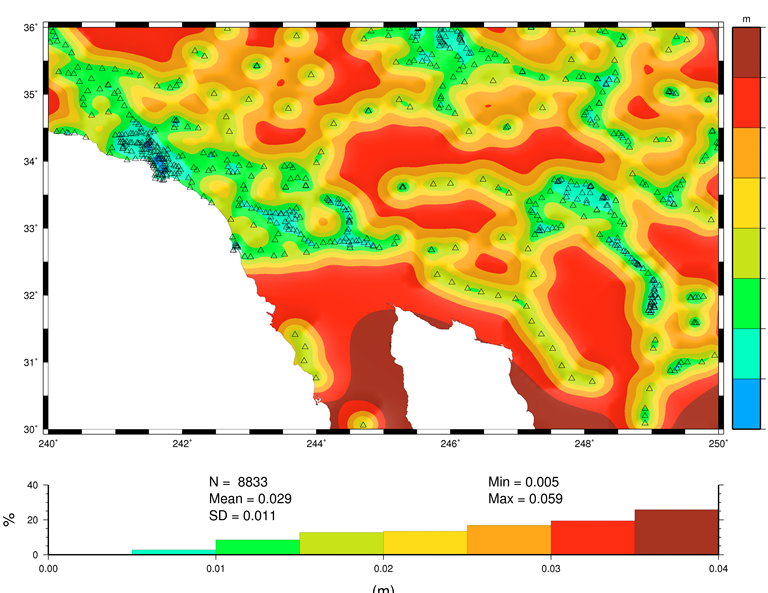 m
36°
35°
34°
33°
32°
31°
30°
240° 242° 244° 246° 248° 250°
N = 8833 Min = 0.005
Mean = 0.029 Max = 0.059
SD = 0.011
%
40
20
0
0.00 0.01 0.02 0.03 0.04
(m)